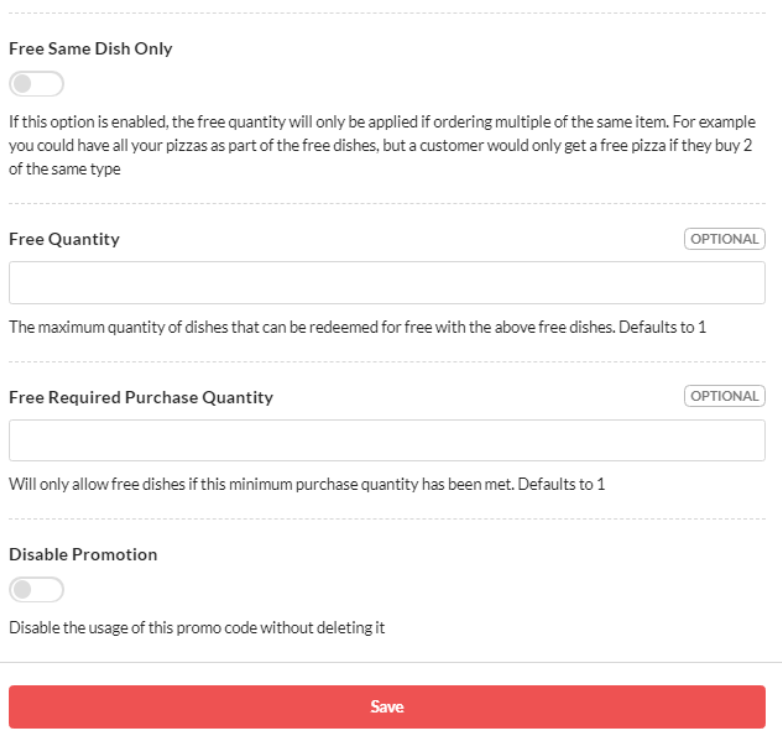 Free Same Dish Only
If this option is enabled, the free quantity will only be applied if ordering multiple of the same item. For example
you could have all your pizzas as part of the free dishes, but a customer would only get a free pizza if they buy 2
of the same type
Free Quantity
OPTIONAL
The maximum quantity of dishes that can be redeemed for free with the above free dishes. Defaults to 1
Free Required Purchase Quantity
OPTIONAL
Will only allow free dishes if this minimum purchase quantity has been met. Defaults to 1
Disable Promotion
Disable the usage of this promo code without deleting it
Save